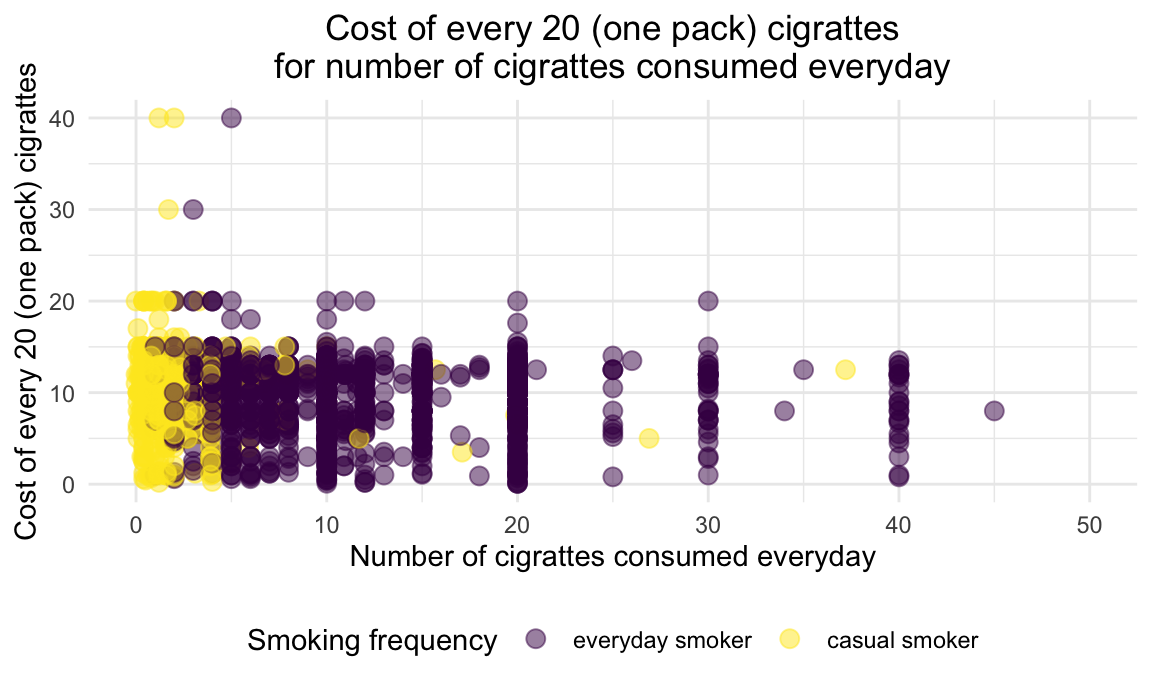 Cost of every 20 (one pack) cigrattes
for number of cigrattes consumed everyday
Cost of every 20 (one pack) cigrattes
40
30
20
10
0
0 10 20 30 40 50
Number of cigrattes consumed everyday
Smoking frequency everyday smoker casual smoker